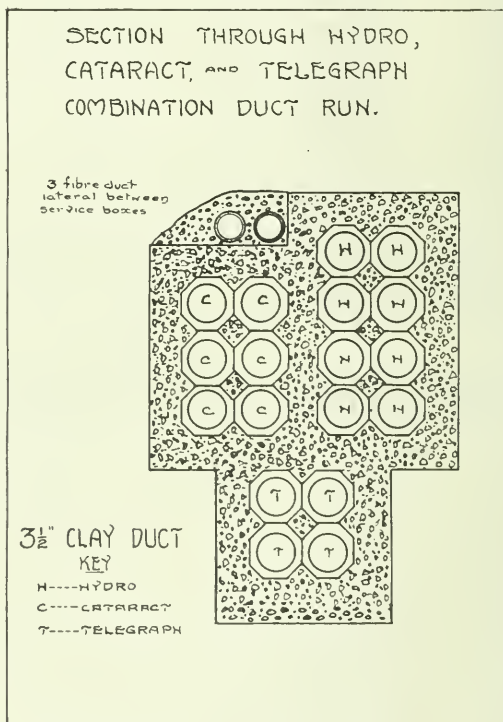 SECTION THROUGH HYDRO,
CATARACT, AND TELEGRAPH
COMBINATION DUCT RUN.
3 fibre duct
lateral between
service boxes
H H
C C H H
C C H H
C C H H
T T
T T
3½" CLAY DUCT
KEY
H----HYDRO
C----CATARACT
T----TELEGRAPH